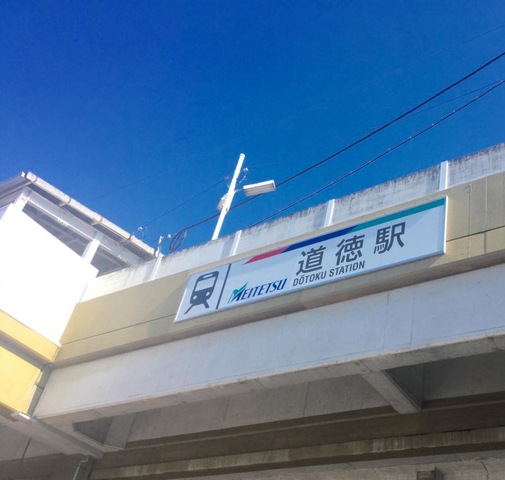 道徳駅
MEITETSU DŌTOKU STATION